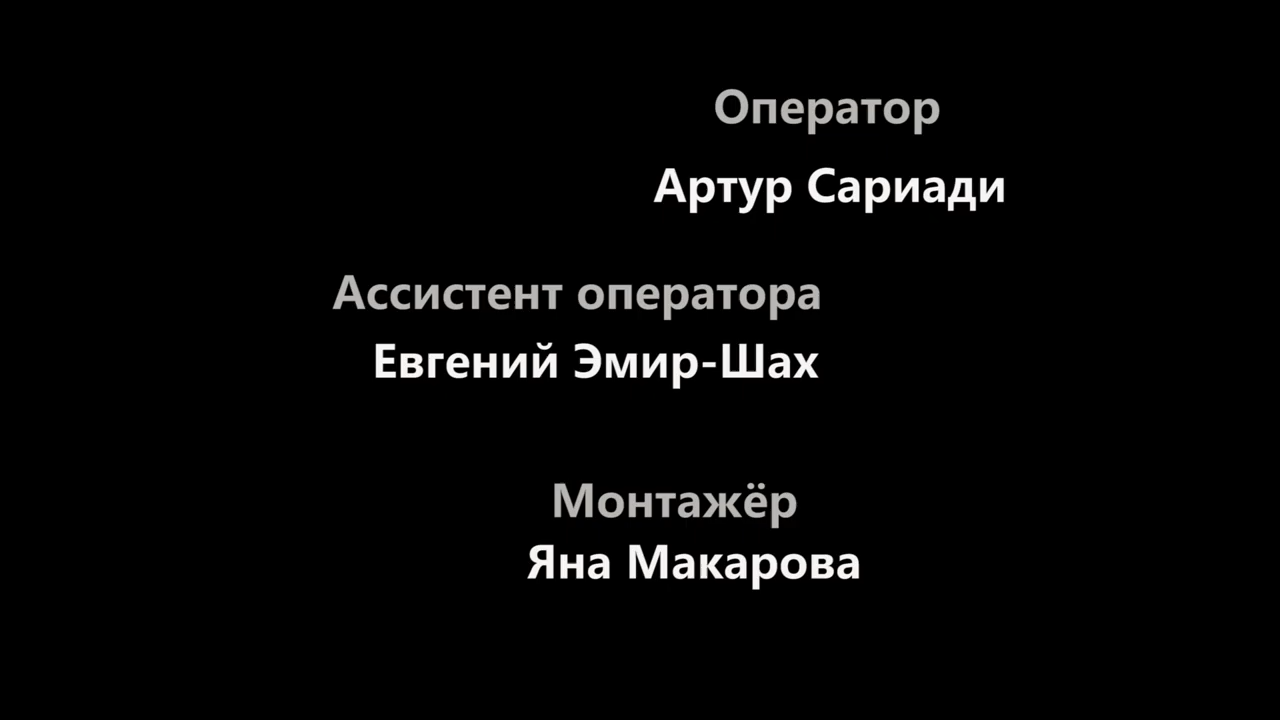 Оператор
Артур Сариади
Ассистент оператора
Евгений Эмир-Шах
Монтажёр
Яна Макарова